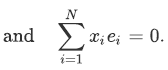 and $\sum_{i=1}^{N} x_i e_i = 0.$